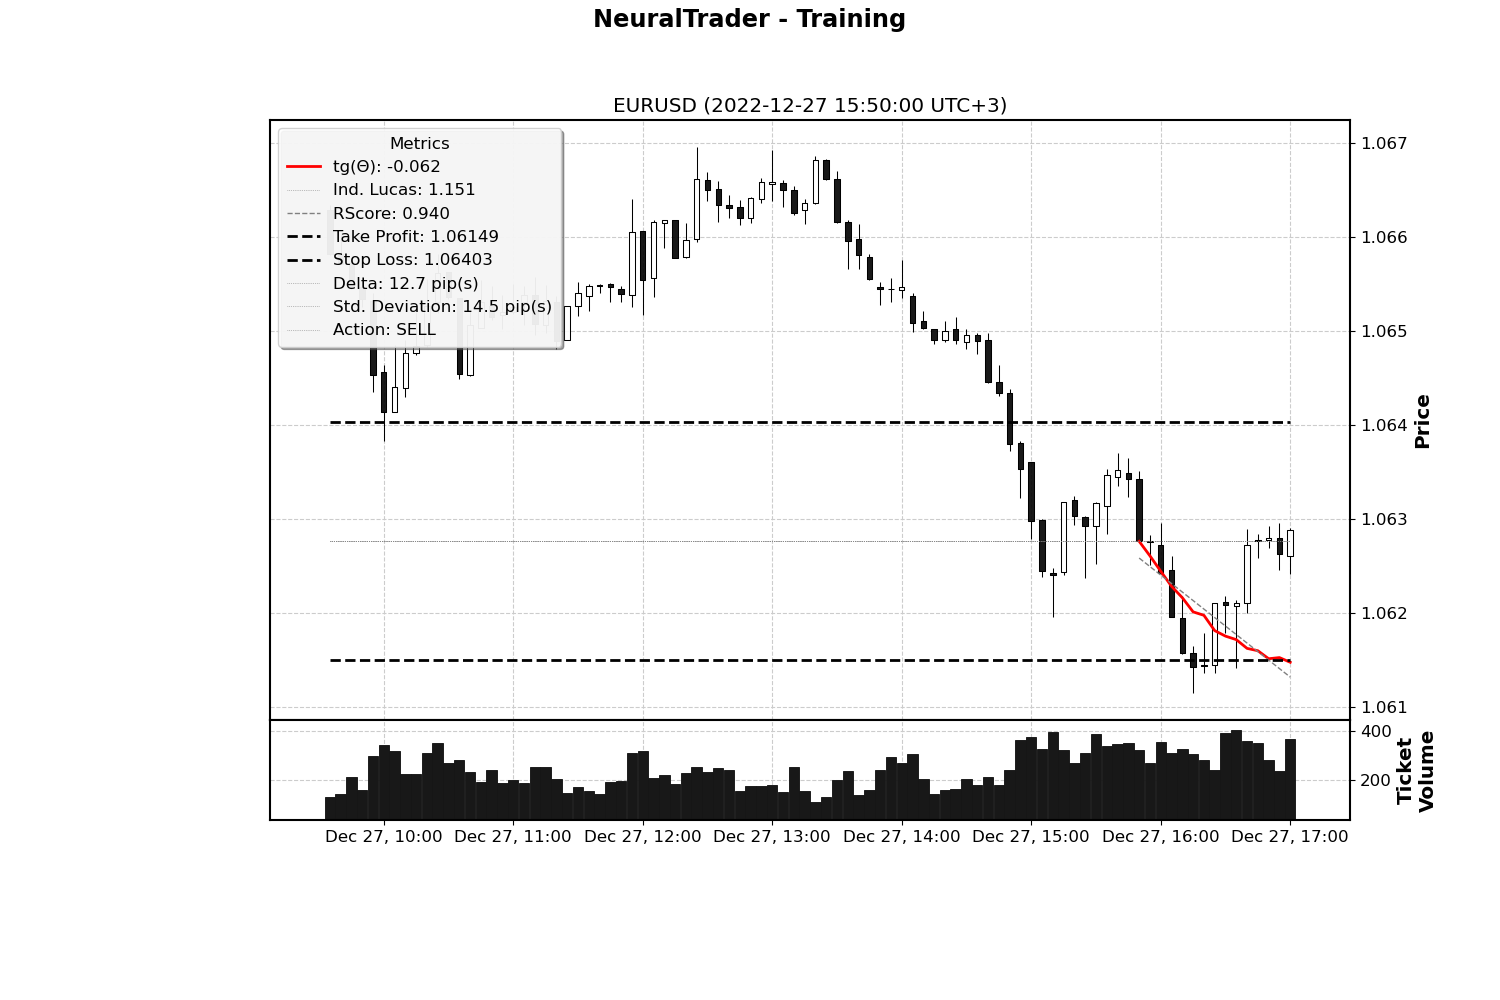 NeuralTrader - Training
EURUSD (2022-12-27 15:50:00 UTC+3)
Metrics
tg(Θ): -0.062
Ind. Lucas: 1.151
RScore: 0.940
Take Profit: 1.06149
Stop Loss: 1.06403
Delta: 12.7 pip(s)
Std. Deviation: 14.5 pip(s)
Action: SELL
1.067
1.066
1.065
1.064
1.063
1.062
1.061
Price
400
200
Ticket
Volume
Dec 27, 10:00
Dec 27, 11:00
Dec 27, 12:00
Dec 27, 13:00
Dec 27, 14:00
Dec 27, 15:00
Dec 27, 16:00
Dec 27, 17:00